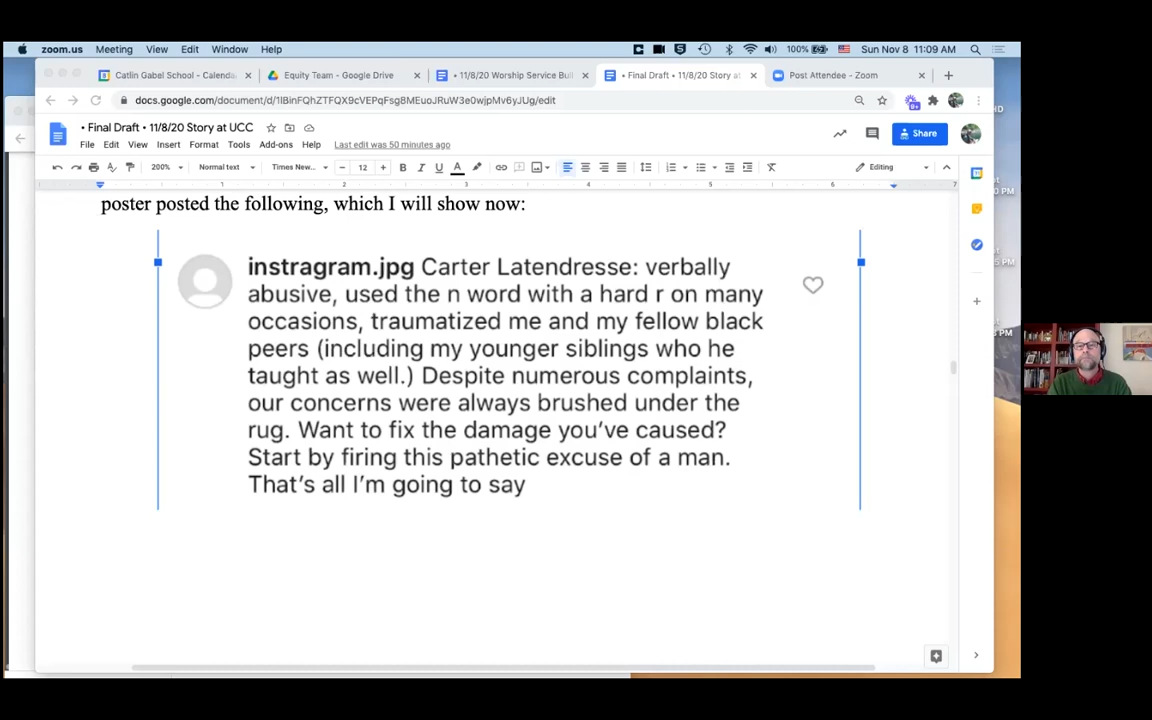 zoom.us Meeting View Edit Window Help 100% Sun Nov 8 11:09 AM
Catlin Gabel School - Calenda Equity Team - Google Drive • 11/8/20 Worship Service Bul • Final Draft • 11/8/20 Story at Post Attendee - Zoom
• Final Draft • 11/8/20 Story at UCC
File Edit View Insert Format Tools Add-ons Help Last edit was 50 minutes ago
Share
200% Normal text Times New... 12 B I U A Editing
1 2 3 4 5 6 7
poster posted the following, which I will show now:
instragram.jpg Carter Latendresse: verbally
abusive, used the n word with a hard r on many
occasions, traumatized me and my fellow black
peers (including my younger siblings who he
taught as well.) Despite numerous complaints,
our concerns were always brushed under the
rug. Want to fix the damage you've caused?
Start by firing this pathetic excuse of a man.
That's all I'm going to say